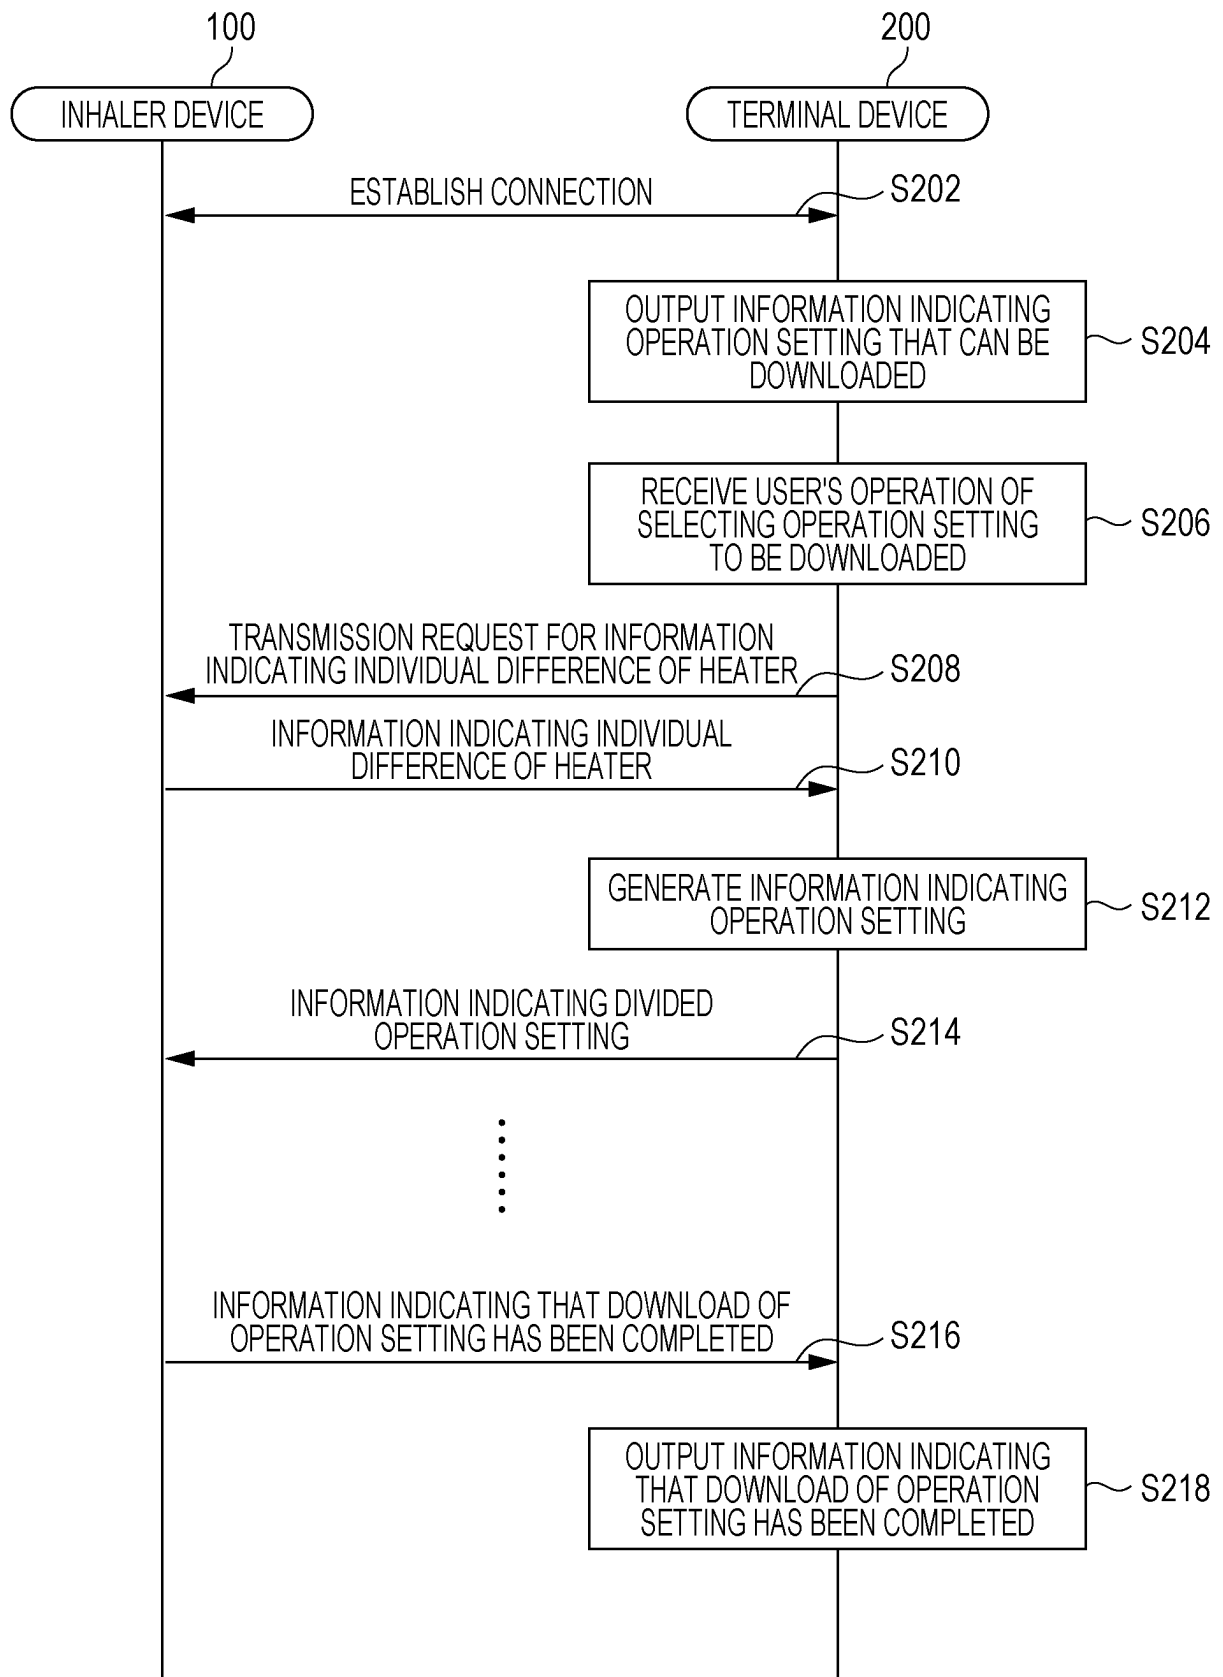 100
200
INHALER DEVICE
TERMINAL DEVICE
ESTABLISH CONNECTION
S202
OUTPUT INFORMATION INDICATING
OPERATION SETTING THAT CAN BE
DOWNLOADED
S204
RECEIVE USER'S OPERATION OF
SELECTING OPERATION SETTING
TO BE DOWNLOADED
S206
TRANSMISSION REQUEST FOR INFORMATION
INDICATING INDIVIDUAL DIFFERENCE OF HEATER
S208
INFORMATION INDICATING INDIVIDUAL
DIFFERENCE OF HEATER
S210
GENERATE INFORMATION INDICATING
OPERATION SETTING
S212
INFORMATION INDICATING DIVIDED
OPERATION SETTING
S214
INFORMATION INDICATING THAT DOWNLOAD OF
OPERATION SETTING HAS BEEN COMPLETED
S216
OUTPUT INFORMATION INDICATING
THAT DOWNLOAD OF OPERATION
SETTING HAS BEEN COMPLETED
S218